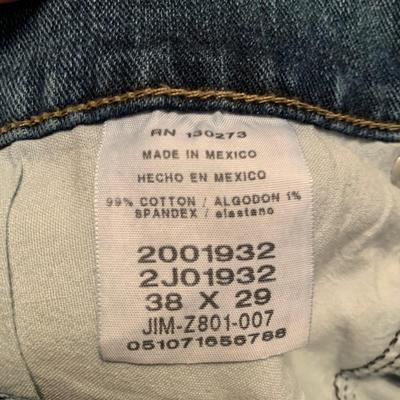 RN 130273
MADE IN MEXICO
HECHO EN MEXICO
99% COTTON / ALGODON 1%
SPANDEX / elastano
2001932
2J01932
38 X 29
JIM-Z801-007
051071656788